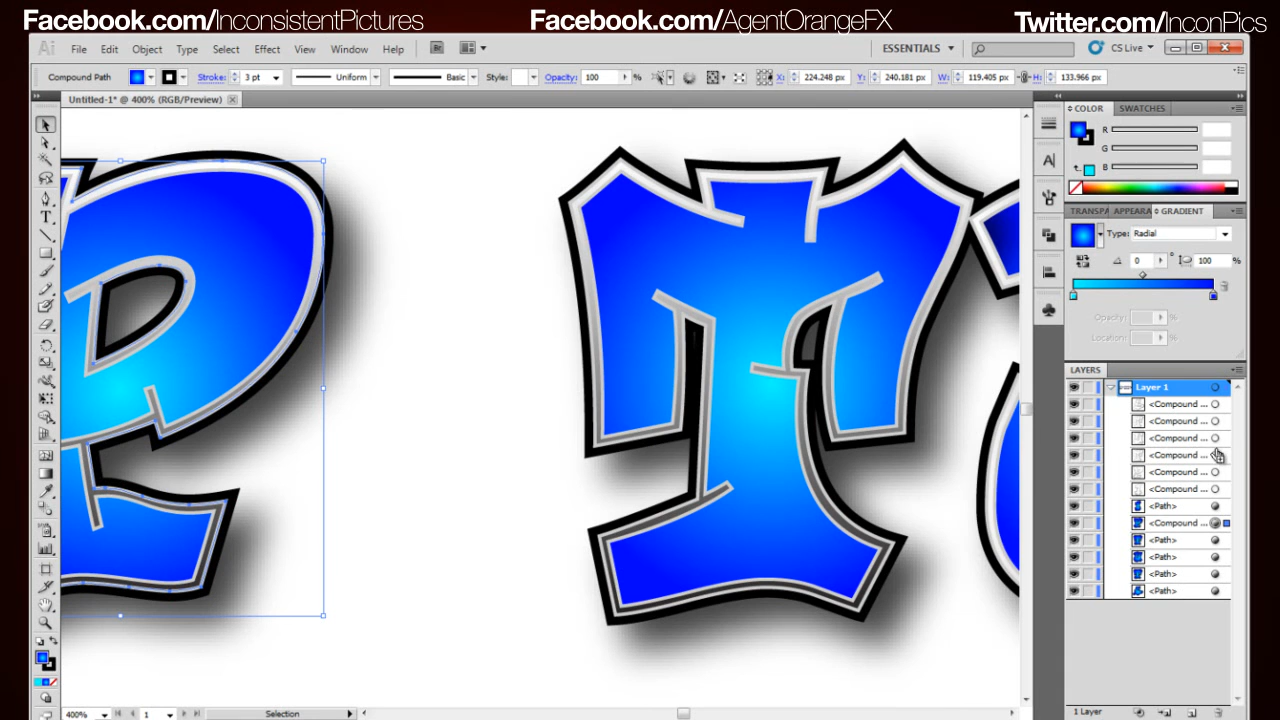 Facebook.com/InconsistentPictures Facebook.com/AgentOrangeFX Twitter.com/InconPics
Ai File Edit Object Type Select Effect View Window Help Br ESSENTIALS CS Live
Compound Path Stroke: 3 pt Uniform Basic Style: Opacity: 100 % X: 224.248 px Y: 240.181 px W: 119.405 px H: 133.966 px
Untitled-1* @ 400% (RGB/Preview)
COLOR SWATCHES
R
G
B
TRANSPA APPEARA GRADIENT
Type: Radial
0 ° 100 %
Opacity: %
Location: %
LAYERS
Layer 1
<Compound ...
<Compound ...
<Compound ...
<Compound ...
<Compound ...
<Compound ...
<Path>
<Compound ...
<Path>
<Path>
<Path>
<Path>
1 Layer
400% 1 Selection